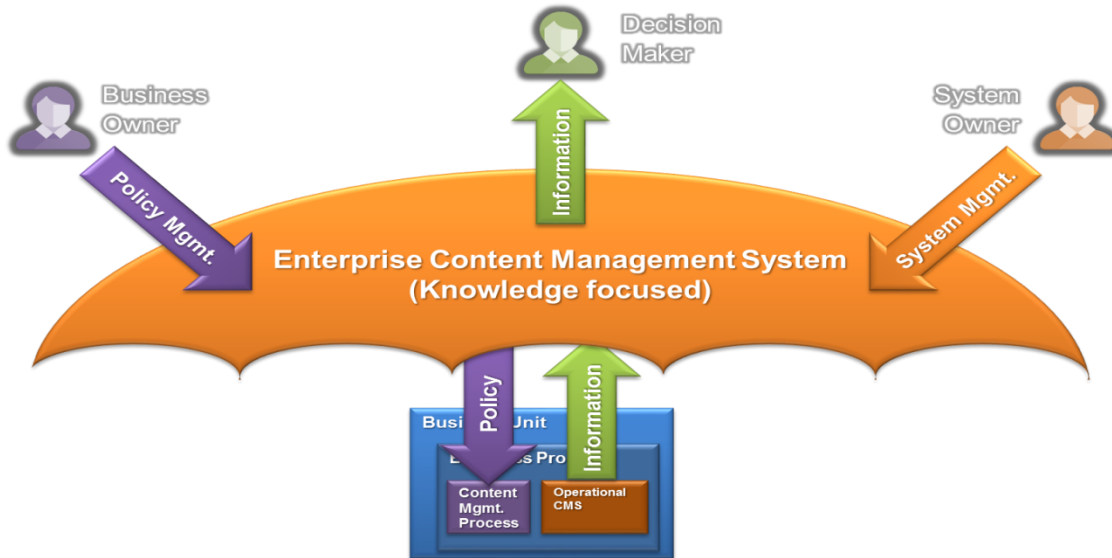 Decision
Maker
Business
Owner
System
Owner
Policy Mgmt.
Information
System Mgmt.
Enterprise Content Management System
(Knowledge focused)
Policy
Information
Content
Mgmt.
Process
Operational
CMS